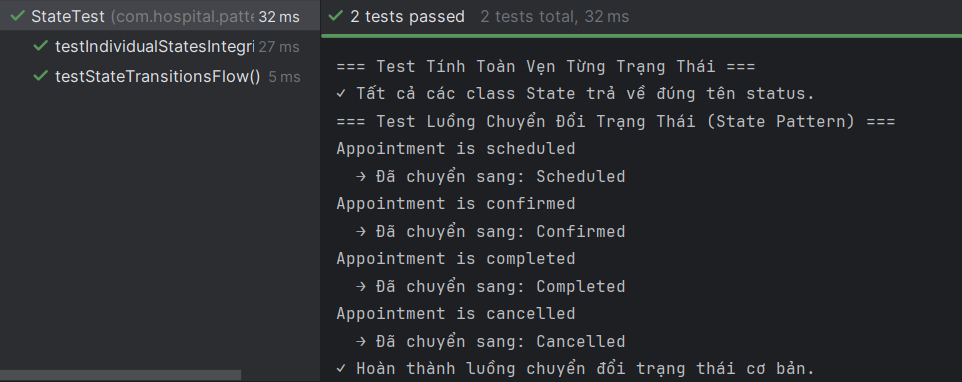 StateTest (com.hospital.patte 32 ms
testIndividualStatesIntegri 27 ms
testStateTransitionsFlow() 5 ms
2 tests passed 2 tests total, 32 ms
=== Test Tính Toàn Vẹn Từng Trạng Thái ===
✓ Tất cả các class State trả về đúng tên status.
=== Test Luồng Chuyển Đổi Trạng Thái (State Pattern) ===
Appointment is scheduled
→ Đã chuyển sang: Scheduled
Appointment is confirmed
→ Đã chuyển sang: Confirmed
Appointment is completed
→ Đã chuyển sang: Completed
Appointment is cancelled
→ Đã chuyển sang: Cancelled
✓ Hoàn thành luồng chuyển đổi trạng thái cơ bản.